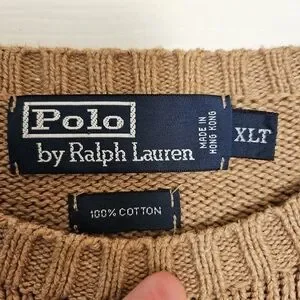 Polo
by Ralph Lauren
MADE IN
HONG KONG
XLT
100% COTTON